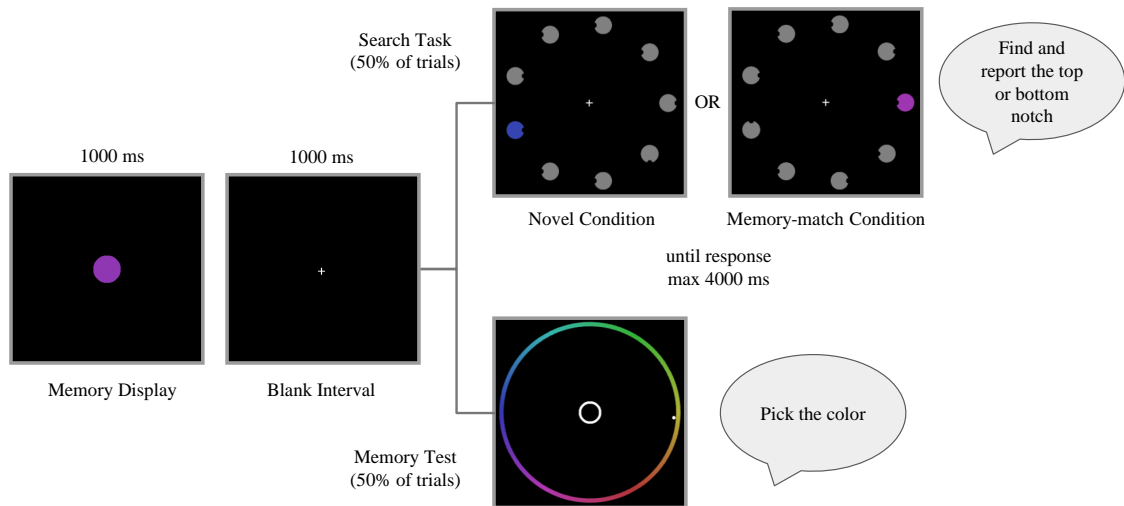 Search Task
(50% of trials)
OR
Find and
report the top
or bottom
notch
1000 ms
1000 ms
Novel Condition
Memory-match Condition
until response
max 4000 ms
Memory Display
Blank Interval
Pick the color
Memory Test
(50% of trials)